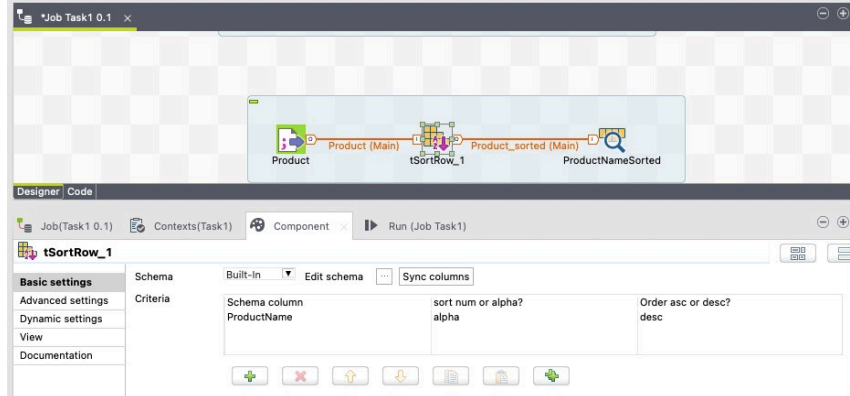 *Job Task1 0.1
Product
Product (Main)
tSortRow_1
Product_sorted (Main)
ProductNameSorted
Designer Code
Job(Task1 0.1) Contexts(Task1) Component Run (Job Task1)
tSortRow_1
Basic settings
Advanced settings
Dynamic settings
View
Documentation
Schema Built-In Edit schema ... Sync columns
Criteria
Schema column sort num or alpha? Order asc or desc?
ProductName alpha desc